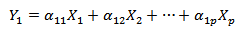 Y₁ = α₁₁X₁ + α₁₂X₂ + ⋯ + α₁ₚXₚ